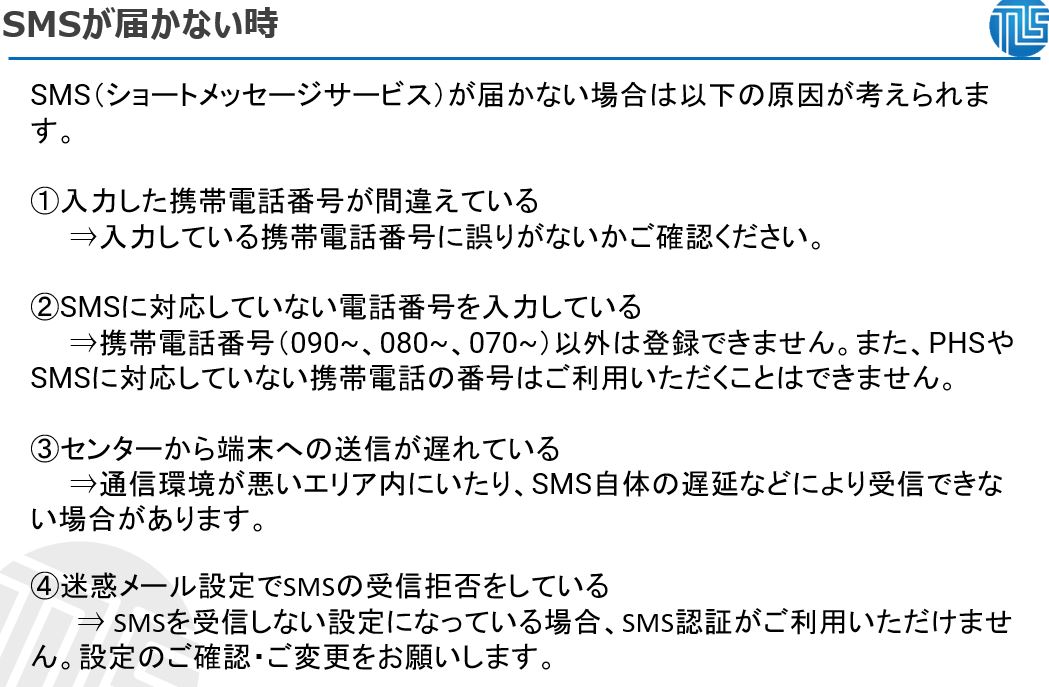 SMSが届かない時
TLS
SMS(ショートメッセージサービス)が届かない場合は以下の原因が考えられま
す。
①入力した携帯電話番号が間違えている
⇒入力している携帯電話番号に誤りがないかご確認ください。
②SMSに対応していない電話番号を入力している
⇒携帯電話番号(090~、080~、070~)以外は登録できません。また、PHSや
SMSに対応していない携帯電話の番号はご利用いただくことはできません。
③センターから端末への送信が遅れている
⇒通信環境が悪いエリア内にいたり、SMS自体の遅延などにより受信できな
い場合があります。
④迷惑メール設定でSMSの受信拒否をしている
⇒ SMSを受信しない設定になっている場合、SMS認証がご利用いただけませ
ん。設定のご確認・ご変更をお願いします。